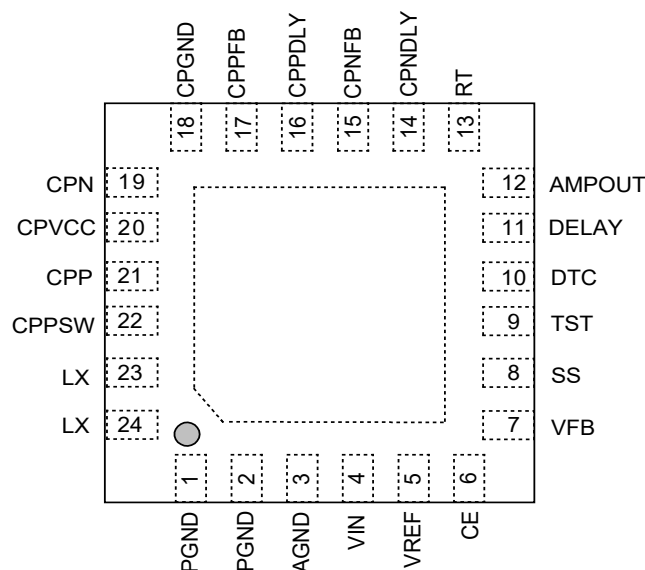 CPGND
CPPFB
CPPDLY
CPNFB
CPNDLY
RT
18
17
16
15
14
13
CPN 19
12 AMPOUT
CPVCC 20
11 DELAY
CPP 21
10 DTC
CPPSW 22
9 TST
LX 23
8 SS
LX 24
7 VFB
1
2
3
4
5
6
PGND
PGND
AGND
VIN
VREF
CE